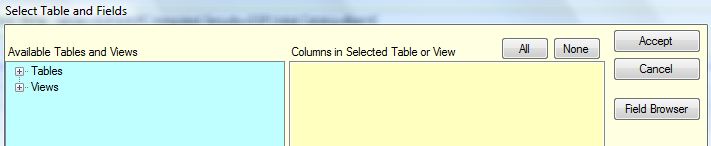 Select Table and Fields
Available Tables and Views
Columns in Selected Table or View
All
None
Accept
Tables
Views
Cancel
Field Browser